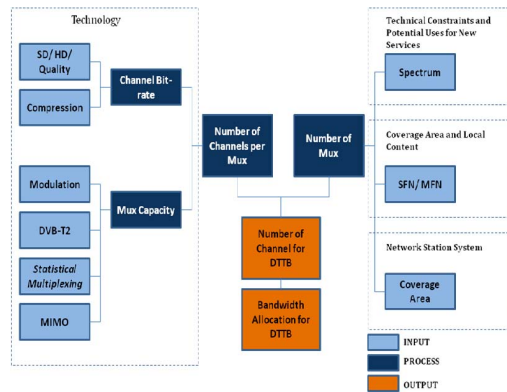 Technology
SD/ HD/
Quality
Compression
Channel Bit-
rate
Modulation
DVB-T2
Statistical
Multiplexing
MIMO
Mux Capacity
Number of
Channels per
Mux
Number of
Mux
Number of
Channel for
DTTB
Bandwidth
Allocation for
DTTB
Technical Constraints and
Potential Uses for New
Services
Spectrum
Coverage Area and Local
Content
SFN/ MFN
Network Station System
Coverage
Area
INPUT
PROCESS
OUTPUT